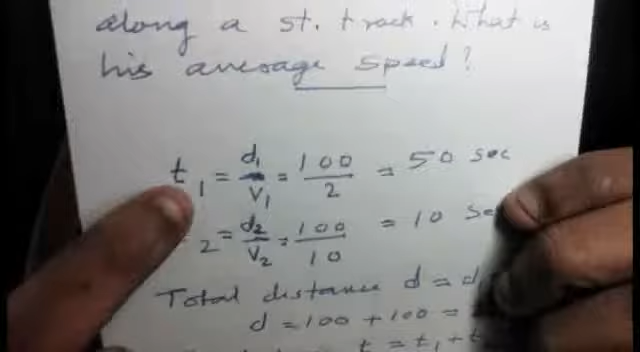 along a st. track. What is
his average speed?
t₁ = d₁/v₁ = 100/2 = 50 sec
₂ = d₂/v₂ = 100/10 = 10 Se
Total distance d = d
d = 100 + 100 =
t = t₁ + t